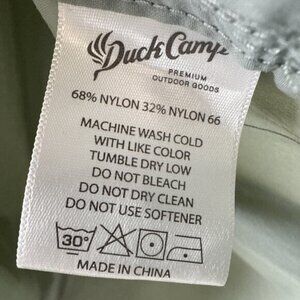 Duck Camp
PREMIUM
OUTDOOR GOODS
68% NYLON 32% NYLON 66
MACHINE WASH COLD
WITH LIKE COLOR
TUMBLE DRY LOW
DO NOT BLEACH
DO NOT DRY CLEAN
DO NOT USE SOFTENER
30°
MADE IN CHINA